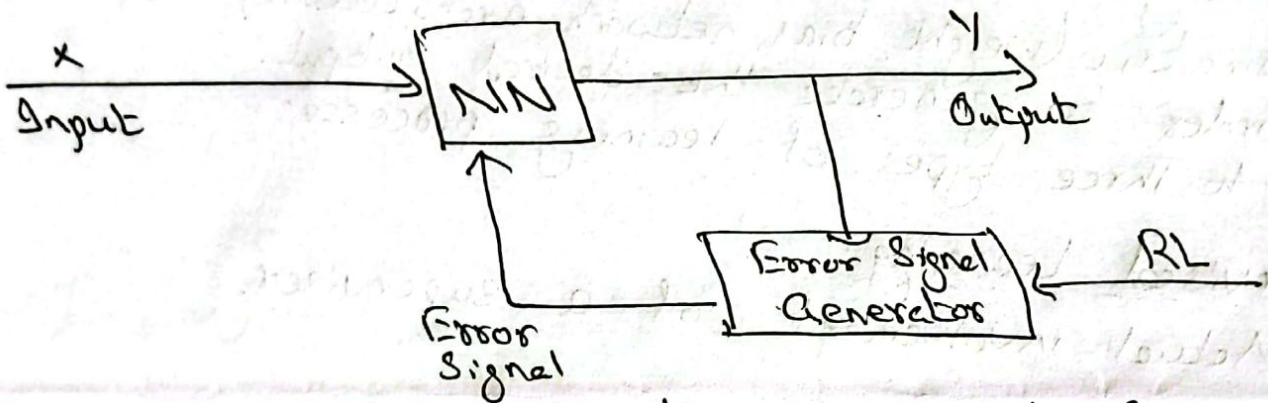 X
Input
NN
Y
Output
Error Signal
Generator
RL
Error
Signal